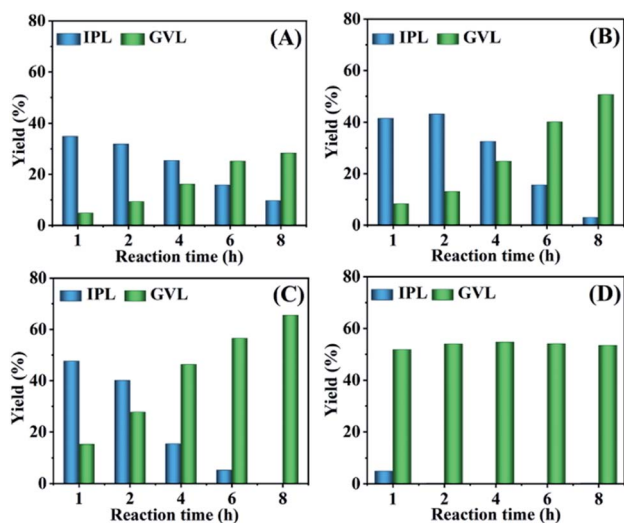 80
60
40
20
0
Yield (%)
IPL GVL
(A)
1 2 4 6 8
Reaction time (h)
80
60
40
20
0
Yield (%)
IPL GVL
(B)
1 2 4 6 8
Reaction time (h)
80
60
40
20
0
Yield (%)
IPL GVL
(C)
1 2 4 6 8
Reaction time (h)
80
60
40
20
0
Yield (%)
IPL GVL
(D)
1 2 4 6 8
Reaction time (h)